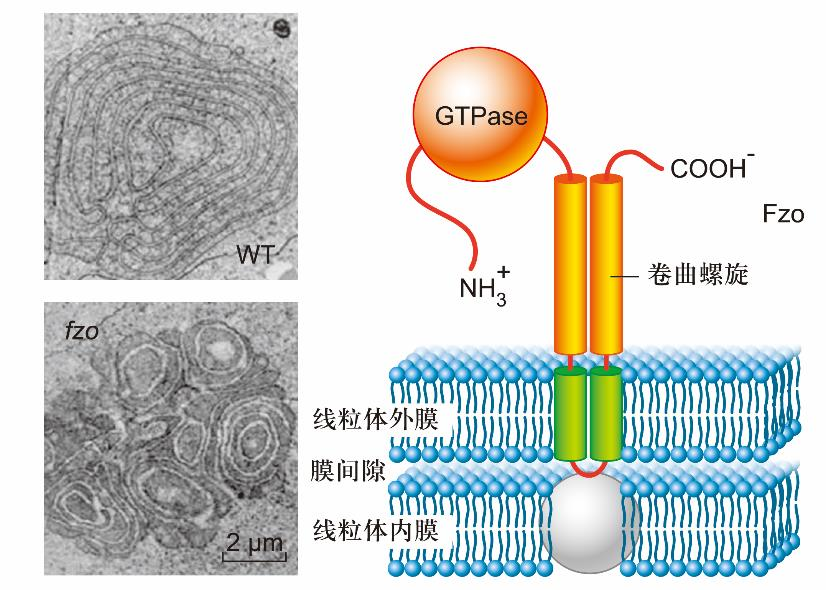 WT
fzo
2 μm
GTPase
COOH⁻
Fzo
NH₃⁺
卷曲螺旋
线粒体外膜
膜间隙
线粒体内膜